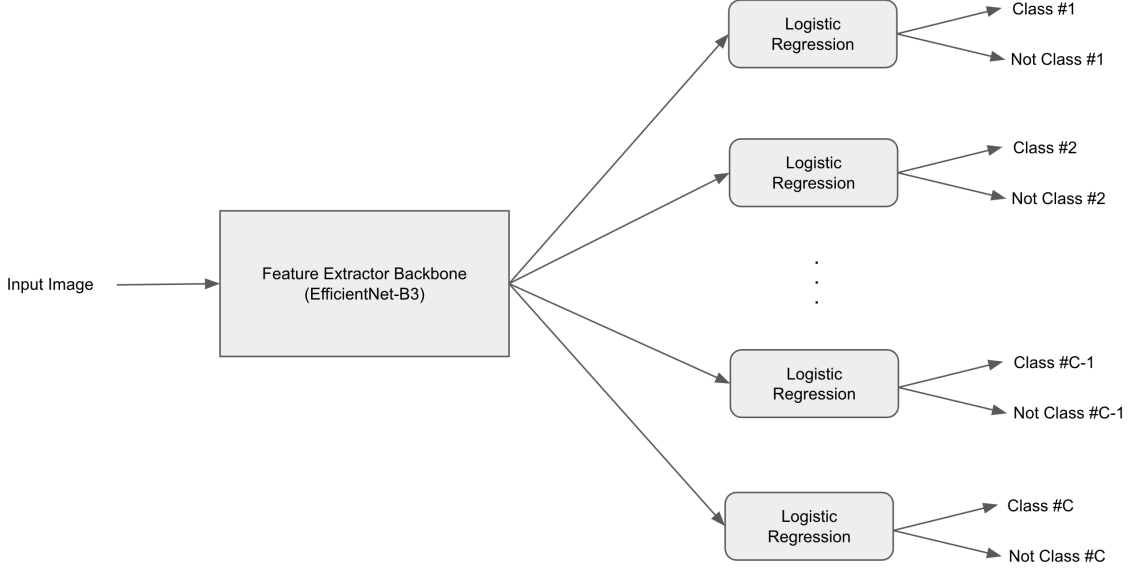 Input Image
Feature Extractor Backbone
(EfficientNet-B3)
Logistic
Regression
Class #1
Not Class #1
Logistic
Regression
Class #2
Not Class #2
.
.
.
Logistic
Regression
Class #C-1
Not Class #C-1
Logistic
Regression
Class #C
Not Class #C